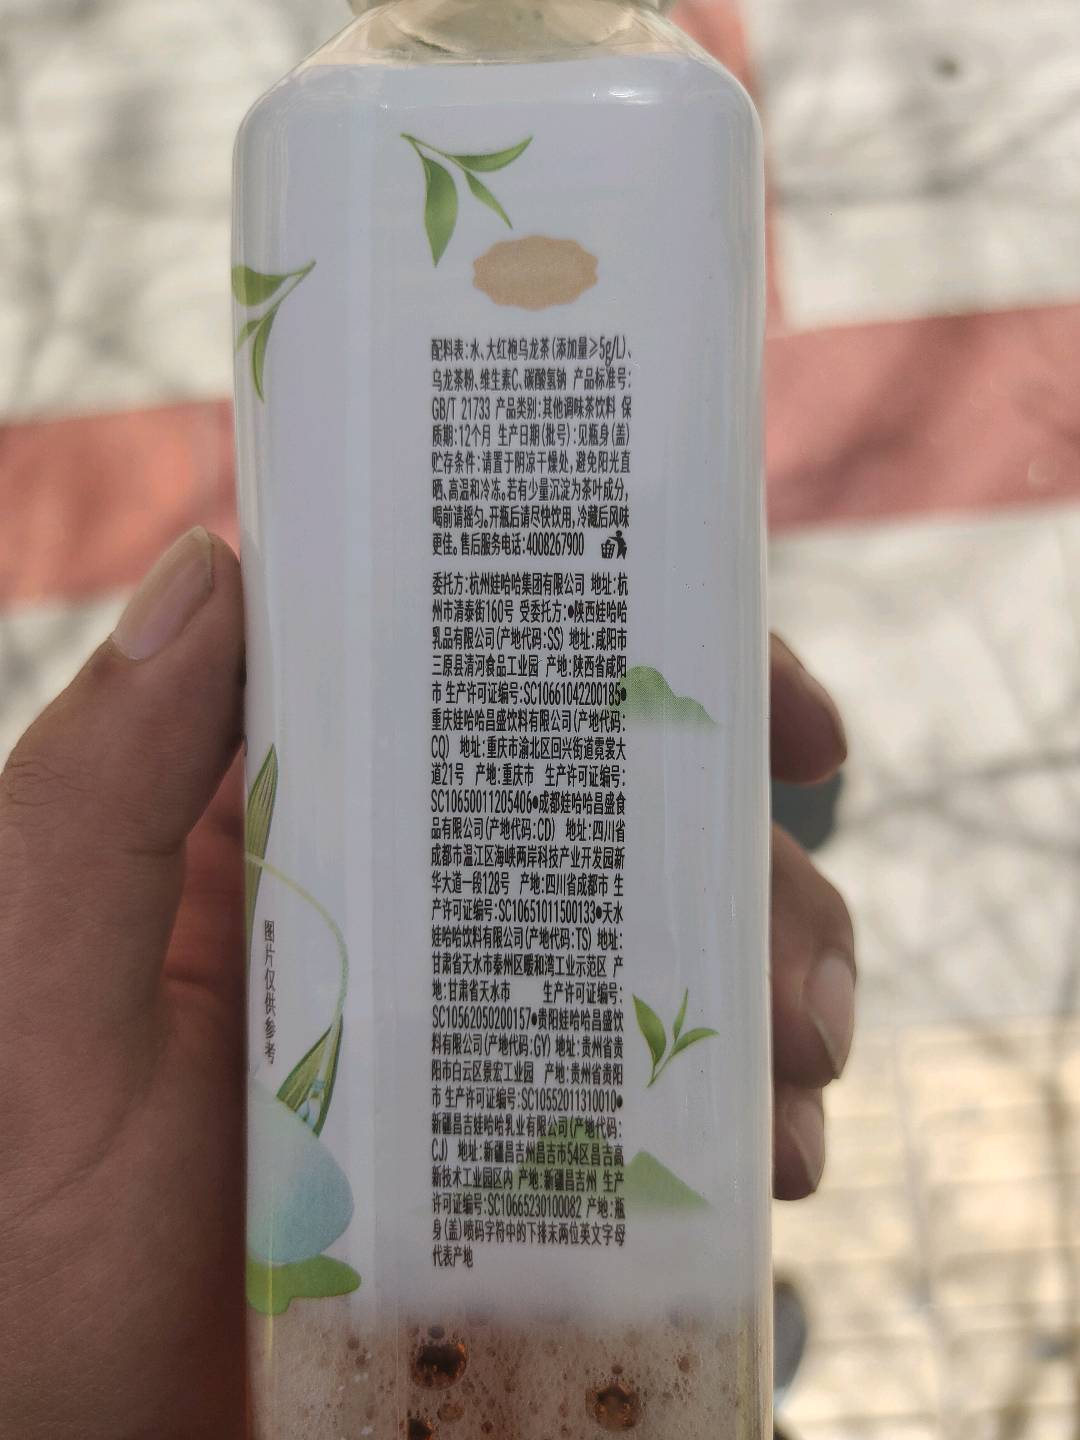 配料表:水、大红袍乌龙茶(添加量≥5g/L)、
乌龙茶粉、维生素C、碳酸氢钠 产品标准号:
GB/T 21733 产品类别:其他调味茶饮料 保
质期:12个月 生产日期(批号):见瓶身(盖)
贮存条件:请置于阴凉干燥处,避免阳光直
晒、高温和冷冻。若有少量沉淀为茶叶成分,
喝前请摇匀。开瓶后请尽快饮用,冷藏后风味
更佳。售后服务电话:4008267900
委托方:杭州娃哈哈集团有限公司 地址:杭
州市清泰街160号 受委托方:●陕西娃哈哈
乳品有限公司(产地代码:SS) 地址:咸阳市
三原县清河食品工业园 产地:陕西省咸阳
市 生产许可证编号:SC10661042200185●
重庆娃哈哈昌盛饮料有限公司(产地代码:
CQ) 地址:重庆市渝北区回兴街道霓裳大
道21号 产地:重庆市 生产许可证编号:
SC10650011205406●成都娃哈哈昌盛食
品有限公司(产地代码:CD) 地址:四川省
成都市温江区海峡两岸科技产业开发园新
华大道一段128号 产地:四川省成都市 生
产许可证编号:SC10651011500133●天水
娃哈哈饮料有限公司(产地代码:TS) 地址:
甘肃省天水市秦州区暖和湾工业示范区 产
地:甘肃省天水市 生产许可证编号:
SC10562050200157●贵阳娃哈哈昌盛饮
料有限公司(产地代码:GY) 地址:贵州省贵
阳市白云区景宏工业园 产地:贵州省贵阳
市 生产许可证编号:SC10552011310010●
新疆昌吉娃哈哈乳业有限公司(产地代码:
CJ) 地址:新疆昌吉州昌吉市54区昌吉高
新技术工业园区内 产地:新疆昌吉州 生产
许可证编号:SC10665230100082 产地:瓶
身(盖)喷码字符中的下排末两位英文字母
代表产地
图片仅供参考